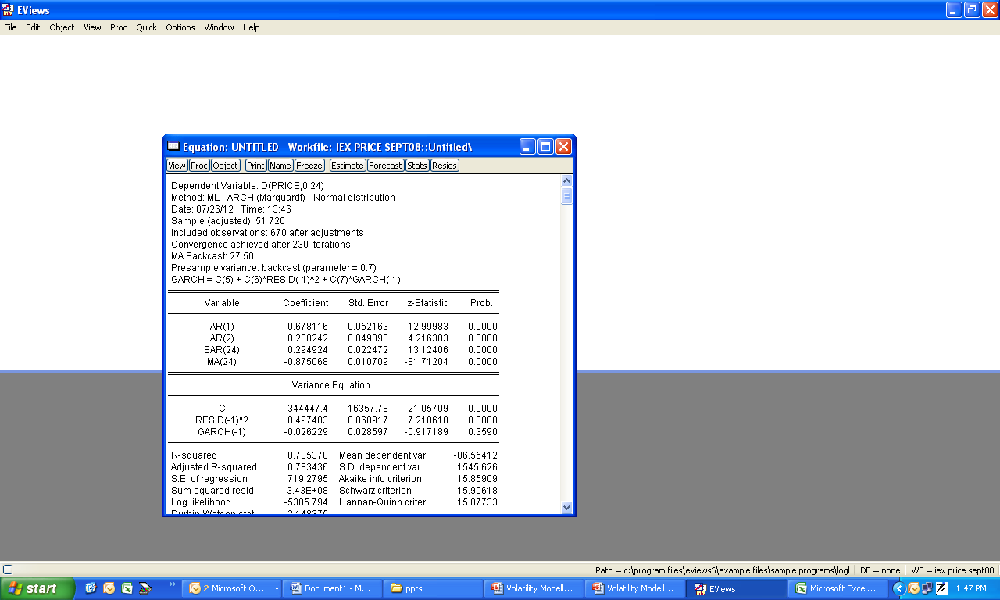 EViews
File Edit Object View Proc Quick Options Window Help
Equation: UNTITLED Workfile: IEX PRICE SEPT08::Untitled\
View Proc Object Print Name Freeze Estimate Forecast Stats Resids
Dependent Variable: D(PRICE,0,24)
Method: ML - ARCH (Marquardt) - Normal distribution
Date: 07/26/12 Time: 13:46
Sample (adjusted): 51 720
Included observations: 670 after adjustments
Convergence achieved after 230 iterations
MA Backcast: 27 50
Presample variance: backcast (parameter = 0.7)
GARCH = C(5) + C(6)*RESID(-1)^2 + C(7)*GARCH(-1)
Variable Coefficient Std. Error z-Statistic Prob.
AR(1) 0.678116 0.052163 12.99983 0.0000
AR(2) 0.208242 0.049390 4.216303 0.0000
SAR(24) 0.294924 0.022472 13.12406 0.0000
MA(24) -0.875068 0.010709 -81.71204 0.0000
Variance Equation
C 344447.4 16357.78 21.05709 0.0000
RESID(-1)^2 0.497483 0.068917 7.218618 0.0000
GARCH(-1) -0.026229 0.028597 -0.917189 0.3590
R-squared 0.785378 Mean dependent var -86.55412
Adjusted R-squared 0.783436 S.D. dependent var 1545.626
S.E. of regression 719.2795 Akaike info criterion 15.85909
Sum squared resid 3.43E+08 Schwarz criterion 15.90618
Log likelihood -5305.794 Hannan-Quinn criter. 15.87733
Durbin-Watson stat 2.148375
Path = c:\program files\eviews6\example files\sample programs\logl DB = none WF = iex price sept08
start 2 Microsoft O... Document1 - M... ppts Volatility Modell... Volatility Modell... EViews Microsoft Excel... 1:47 PM